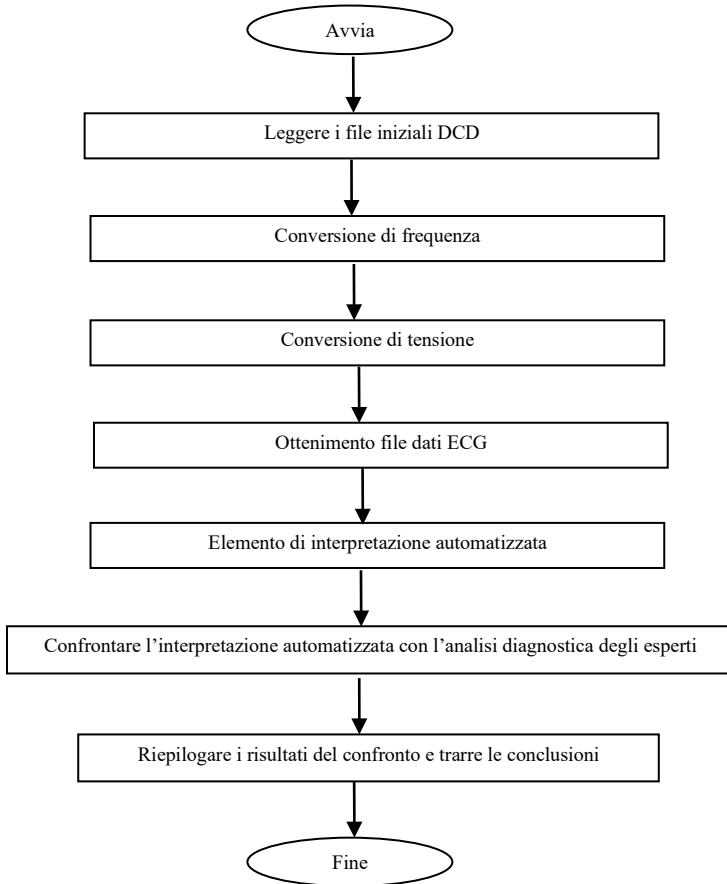 Avvia
Leggere i file iniziali DCD
Conversione di frequenza
Conversione di tensione
Ottenimento file dati ECG
Elemento di interpretazione automatizzata
Confrontare l’interpretazione automatizzata con l’analisi diagnostica degli esperti
Riepilogare i risultati del confronto e trarre le conclusioni
Fine